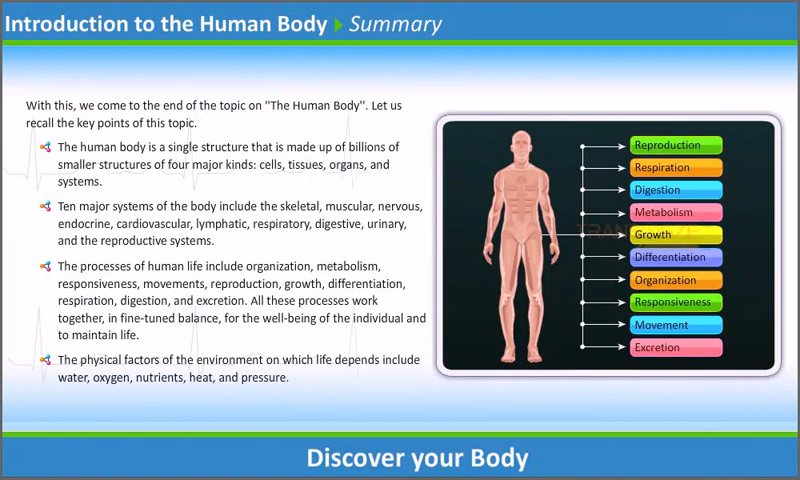 Introduction to the Human Body Summary
With this, we come to the end of the topic on "The Human Body". Let us
recall the key points of this topic.
The human body is a single structure that is made up of billions of
smaller structures of four major kinds: cells, tissues, organs, and
systems.
Ten major systems of the body include the skeletal, muscular, nervous,
endocrine, cardiovascular, lymphatic, respiratory, digestive, urinary,
and the reproductive systems.
The processes of human life include organization, metabolism,
responsiveness, movements, reproduction, growth, differentiation,
respiration, digestion, and excretion. All these processes work
together, in fine-tuned balance, for the well-being of the individual and
to maintain life.
The physical factors of the environment on which life depends include
water, oxygen, nutrients, heat, and pressure.
Reproduction
Respiration
Digestion
Metabolism
Growth
Differentiation
Organization
Responsiveness
Movement
Excretion
Discover your Body